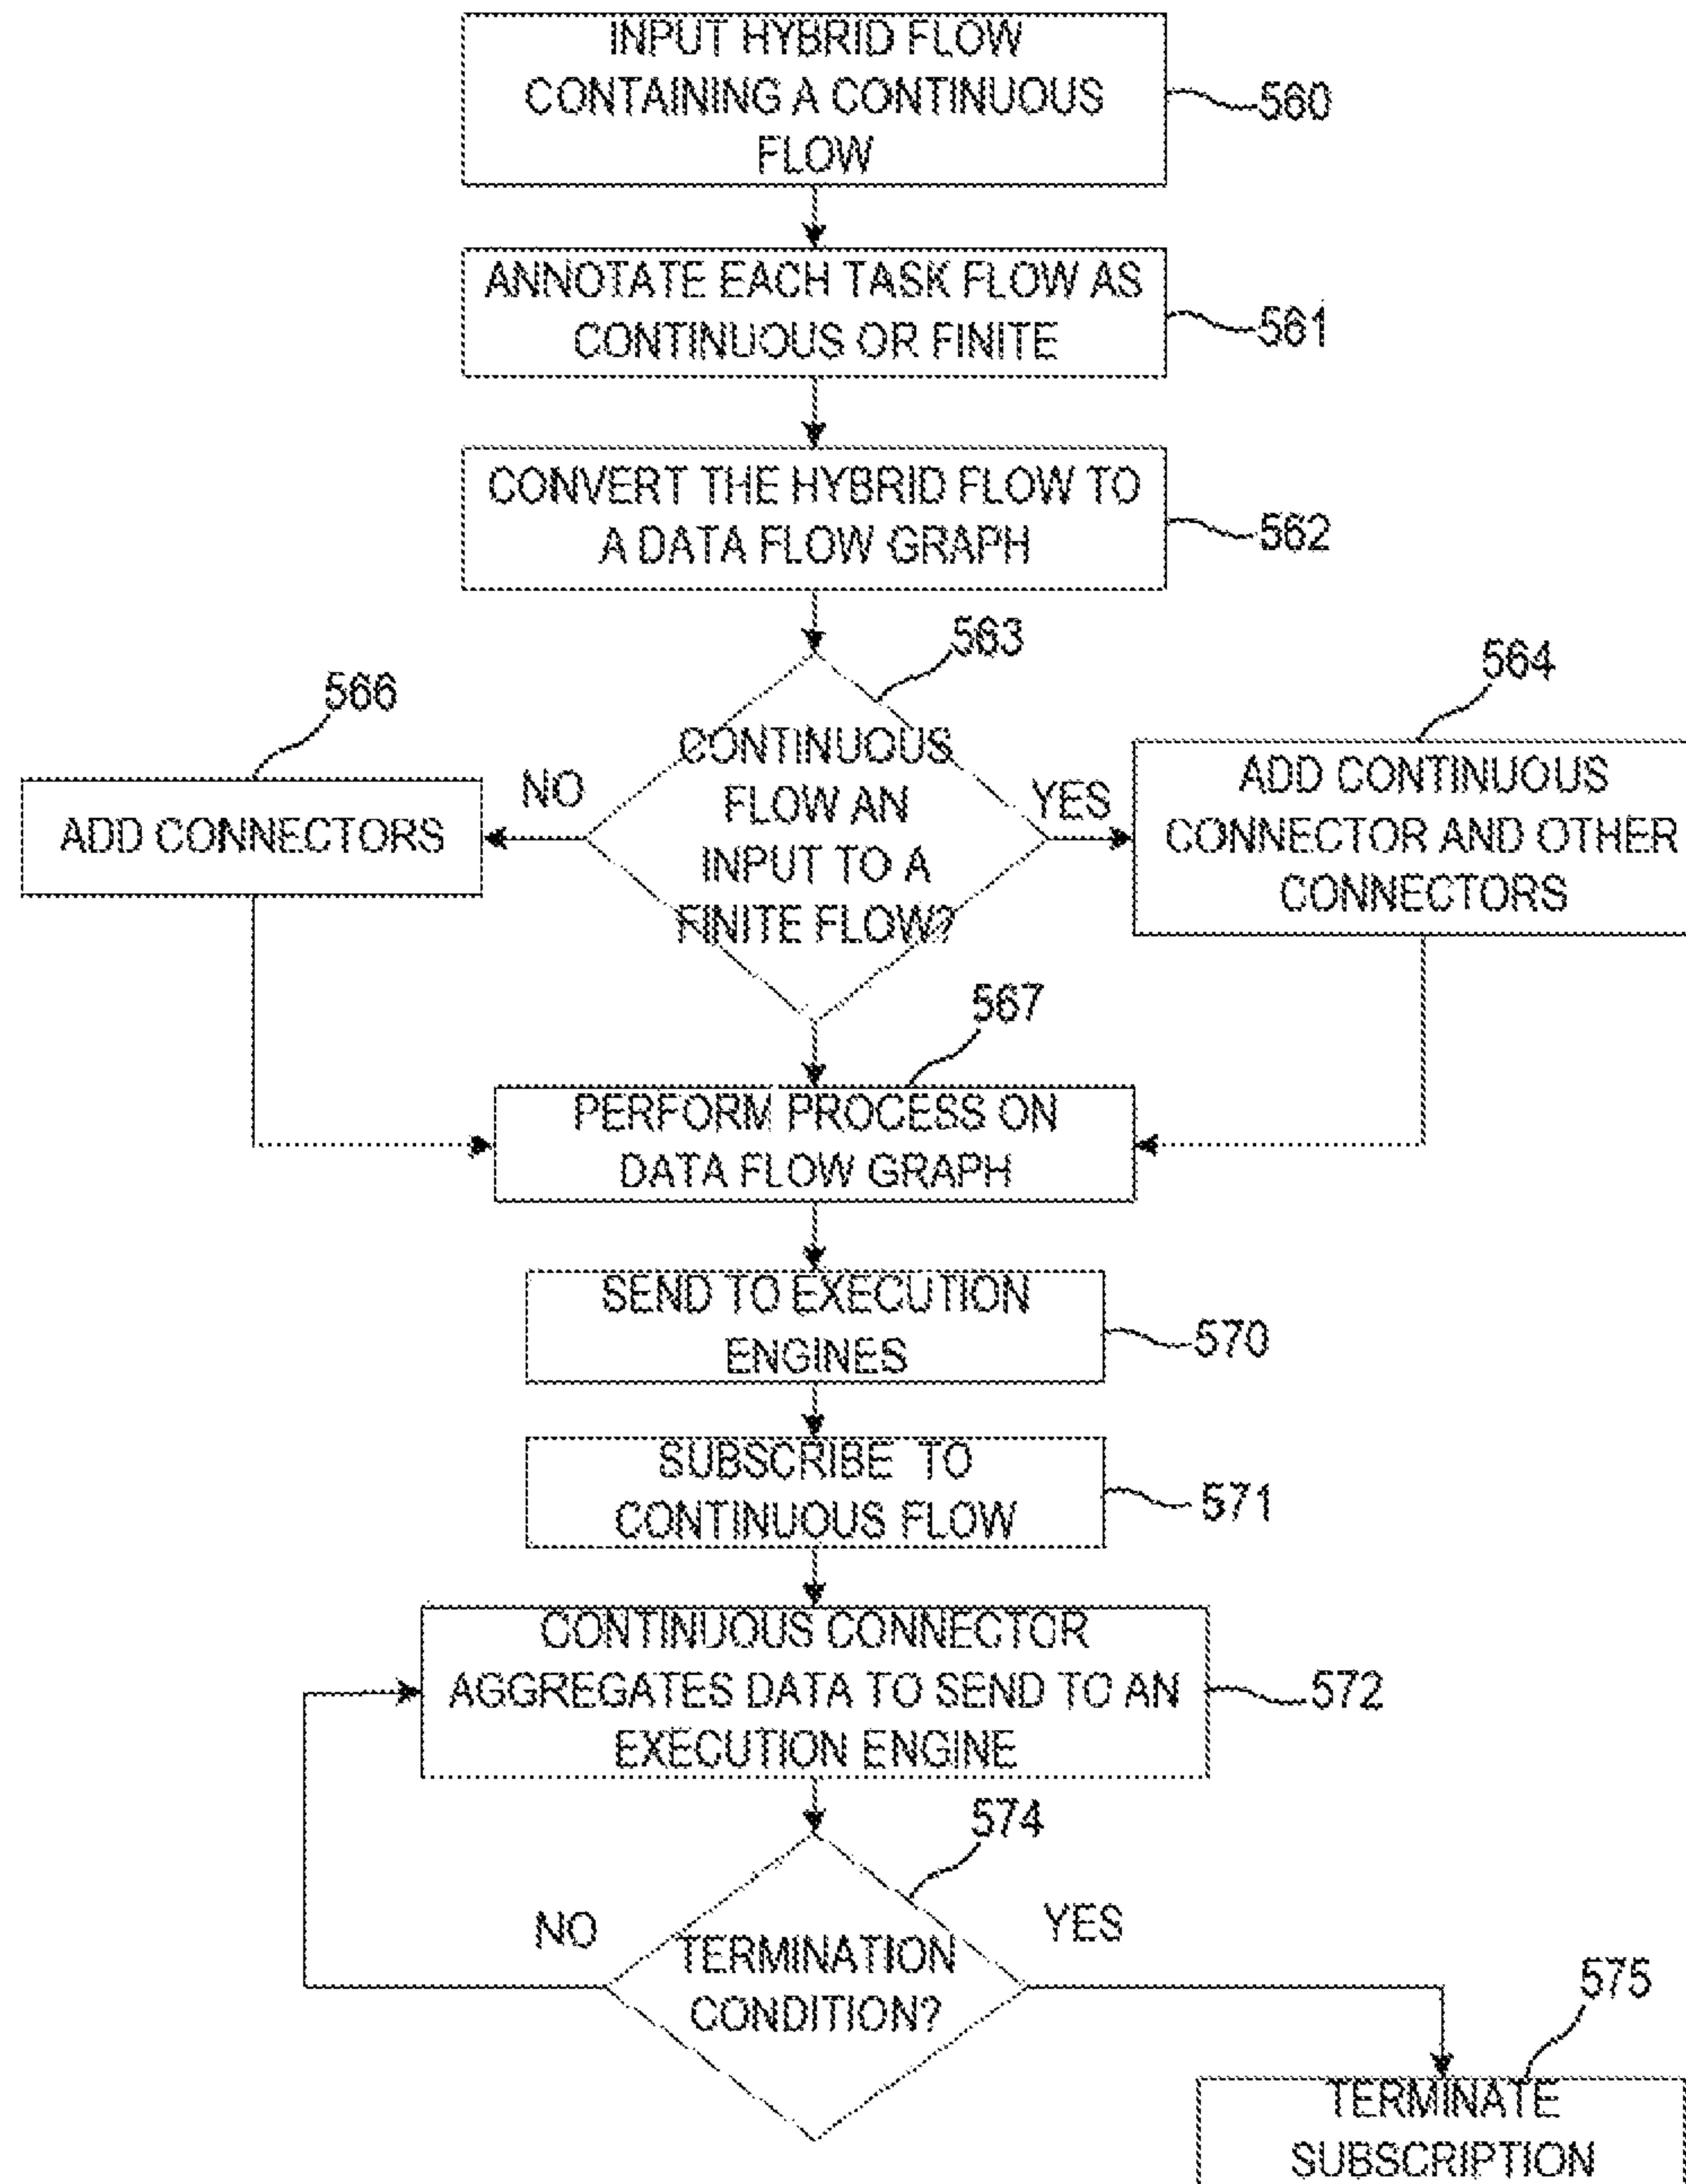 INPUT HYBRID FLOW
CONTAINING A CONTINUOUS
FLOW
560
ANNOTATE EACH TASK FLOW AS
CONTINUOUS OR FINITE
561
CONVERT THE HYBRID FLOW TO
A DATA FLOW GRAPH
562
563
566
564
CONTINUOUS
FLOW AN
INPUT TO A
FINITE FLOW?
NO
YES
ADD CONNECTORS
ADD CONTINUOUS
CONNECTOR AND OTHER
CONNECTORS
567
PERFORM PROCESS ON
DATA FLOW GRAPH
SEND TO EXECUTION
ENGINES
570
SUBSCRIBE TO
CONTINUOUS FLOW
571
CONTINUOUS CONNECTOR
AGGREGATES DATA TO SEND TO AN
EXECUTION ENGINE
572
574
NO
YES
TERMINATION
CONDITION?
575
TERMINATE
SUBSCRIPTION